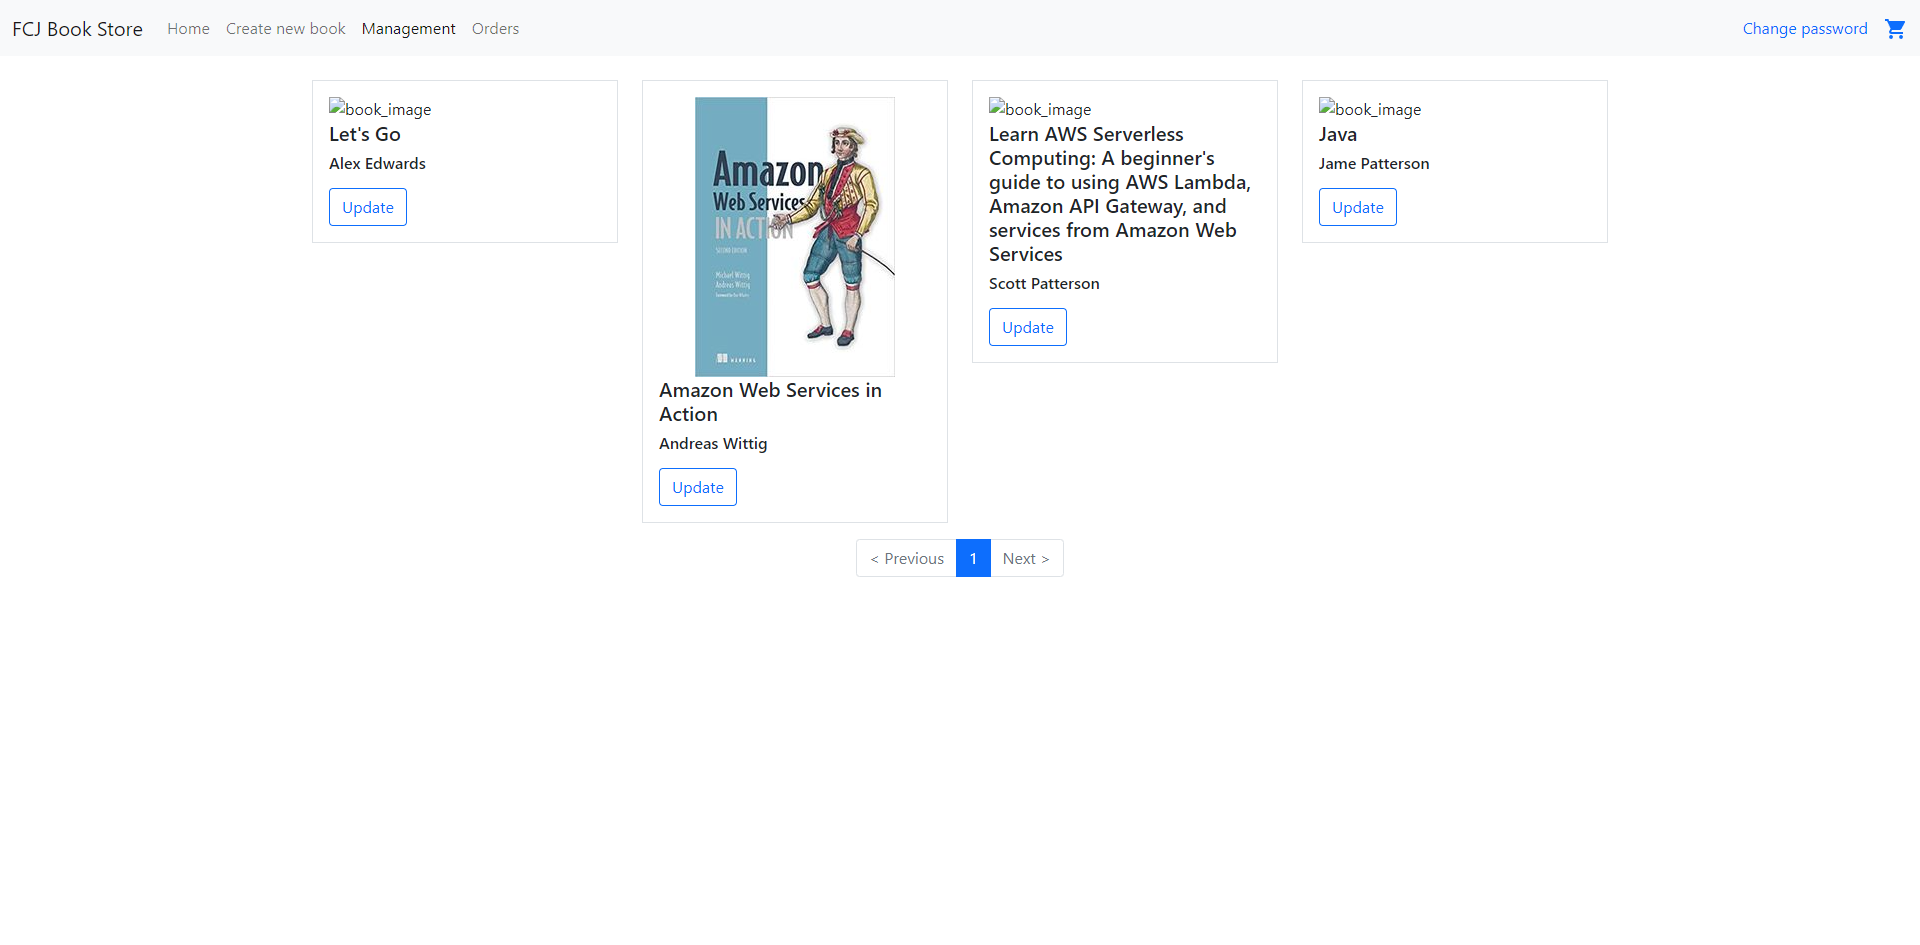 FCJ Book Store
Home
Create new book
Management
Orders
Change password
book_image
Let's Go
Alex Edwards
Update
Amazon
Web Services
IN ACTION
SECOND EDITION
Michael Wittig
Andreas Wittig
MANNING
Amazon Web Services in
Action
Andreas Wittig
Update
book_image
Learn AWS Serverless
Computing: A beginner's
guide to using AWS Lambda,
Amazon API Gateway, and
services from Amazon Web
Services
Scott Patterson
Update
book_image
Java
Jame Patterson
Update
< Previous
1
Next >